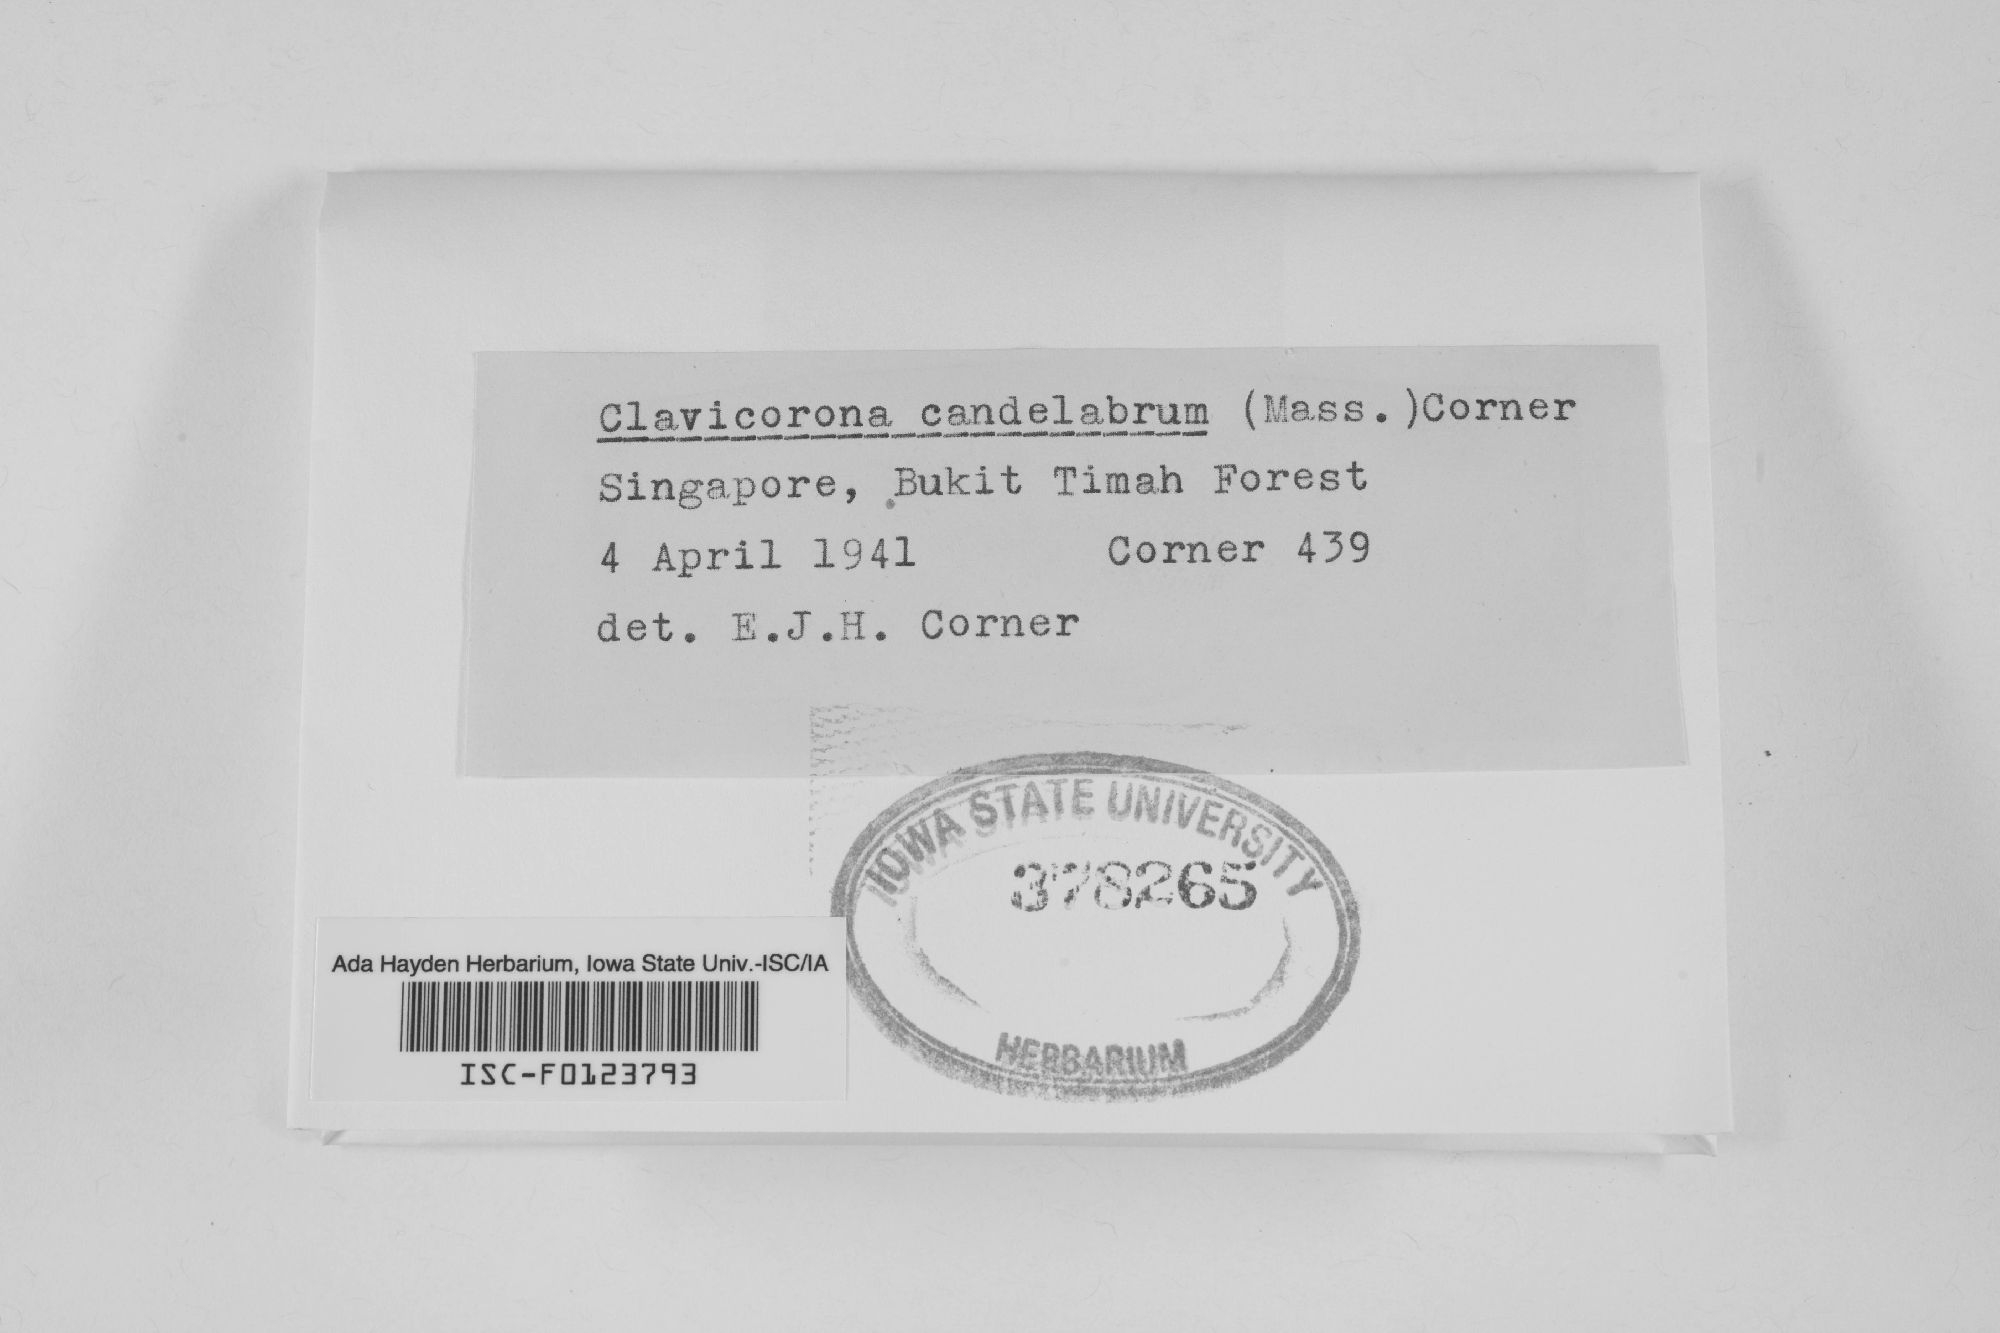 Clavicorona candelabrum (Mass.)Corner
Singapore, Bukit Timah Forest
4 April 1941 Corner 439
det. E.J.H. Corner
IOWA STATE UNIVERSITY
378265
HERBARIUM
Ada Hayden Herbarium, Iowa State Univ.-ISC/IA
ISC-F0123793